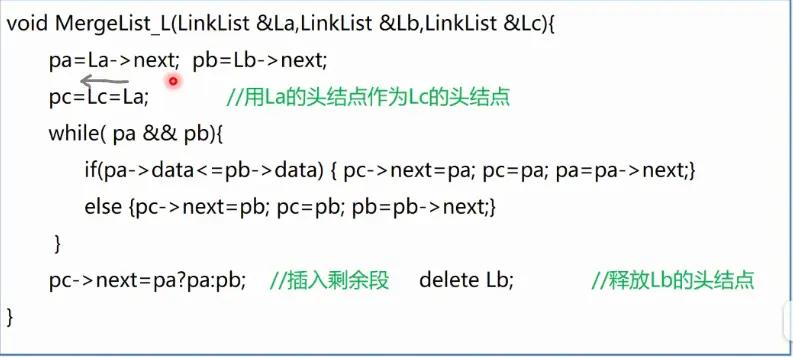 void MergeList_L(LinkList &La,LinkList &Lb,LinkList &Lc){
pa=La->next; pb=Lb->next;
pc=Lc=La; //用La的头结点作为Lc的头结点
while( pa && pb){
if(pa->data<=pb->data) { pc->next=pa; pc=pa; pa=pa->next;}
else {pc->next=pb; pc=pb; pb=pb->next;}
}
pc->next=pa?pa:pb; //插入剩余段 delete Lb; //释放Lb的头结点
}